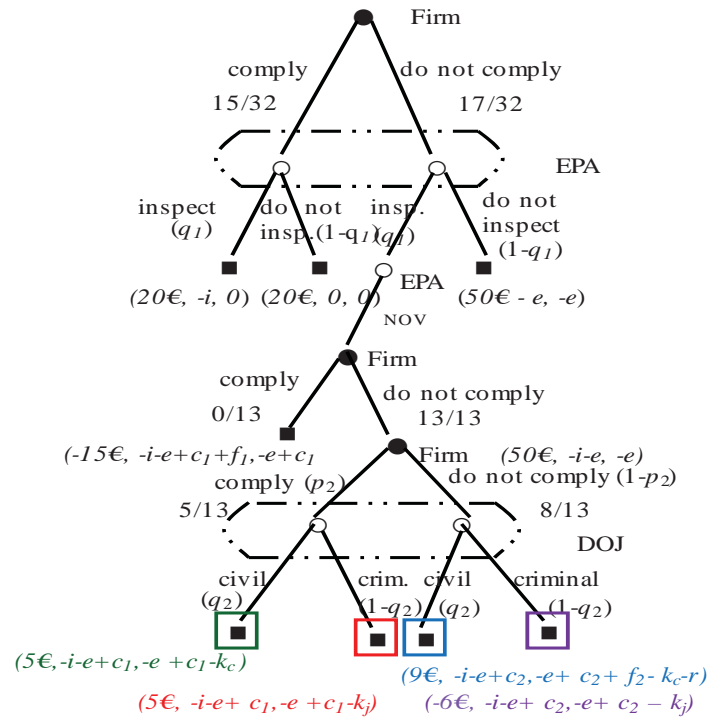 Firm
comply
do not comply
15/32
17/32
EPA
inspect
(q1)
do not
insp.(1-q1)
insp.
(q1)
do not
inspect
(1-q1)
(20€, -i, 0)
(20€, 0, 0)
EPA
(50€ - e, -e)
NOV
Firm
comply
do not comply
0/13
13/13
(-15€, -i-e+c1+f1,-e+c1
Firm
(50€, -i-e, -e)
comply (p2)
do not comply (1-p2)
5/13
8/13
DOJ
civil
(q2)
crim.
(1-q2)
civil
(q2)
criminal
(1-q2)
(5€,-i-e+c1,-e +c1-kc)
(9€, -i-e+c2,-e+ c2+ f2- kc-r)
(5€, -i-e+ c1,-e +c1-kj)
(-6€, -i-e+ c2,-e+ c2 – kj)